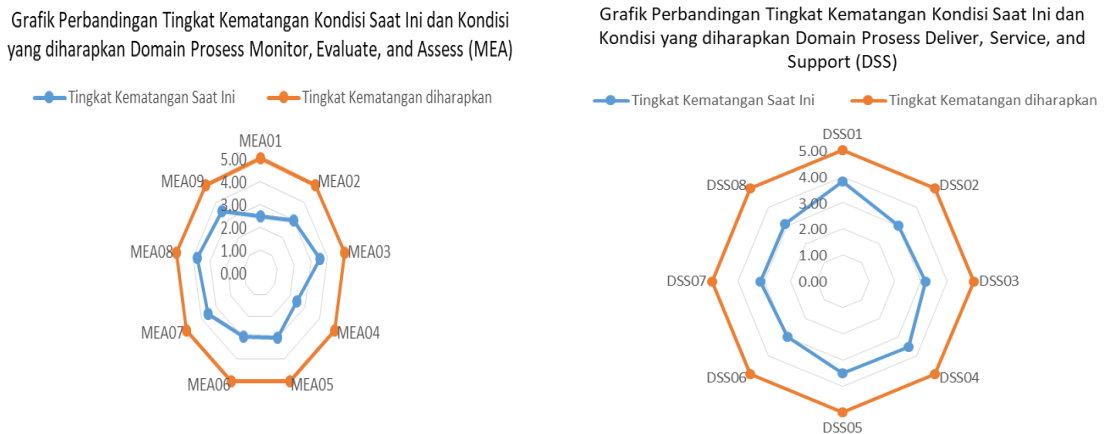 Grafik Perbandingan Tingkat Kematangan Kondisi Saat Ini dan Kondisi
yang diharapkan Domain Prosess Monitor, Evaluate, and Assess (MEA)
Tingkat Kematangan Saat Ini
Tingkat Kematangan diharapkan
MEA01
5.00
4.00
3.00
2.00
1.00
0.00
MEA02
MEA03
MEA04
MEA05
MEA06
MEA07
MEA08
MEA09
Grafik Perbandingan Tingkat Kematangan Kondisi Saat Ini dan
Kondisi yang diharapkan Domain Prosess Deliver, Service, and
Support (DSS)
Tingkat Kematangan Saat Ini
Tingkat Kematangan diharapkan
DSS01
5.00
4.00
3.00
2.00
1.00
0.00
DSS02
DSS03
DSS04
DSS05
DSS06
DSS07
DSS08